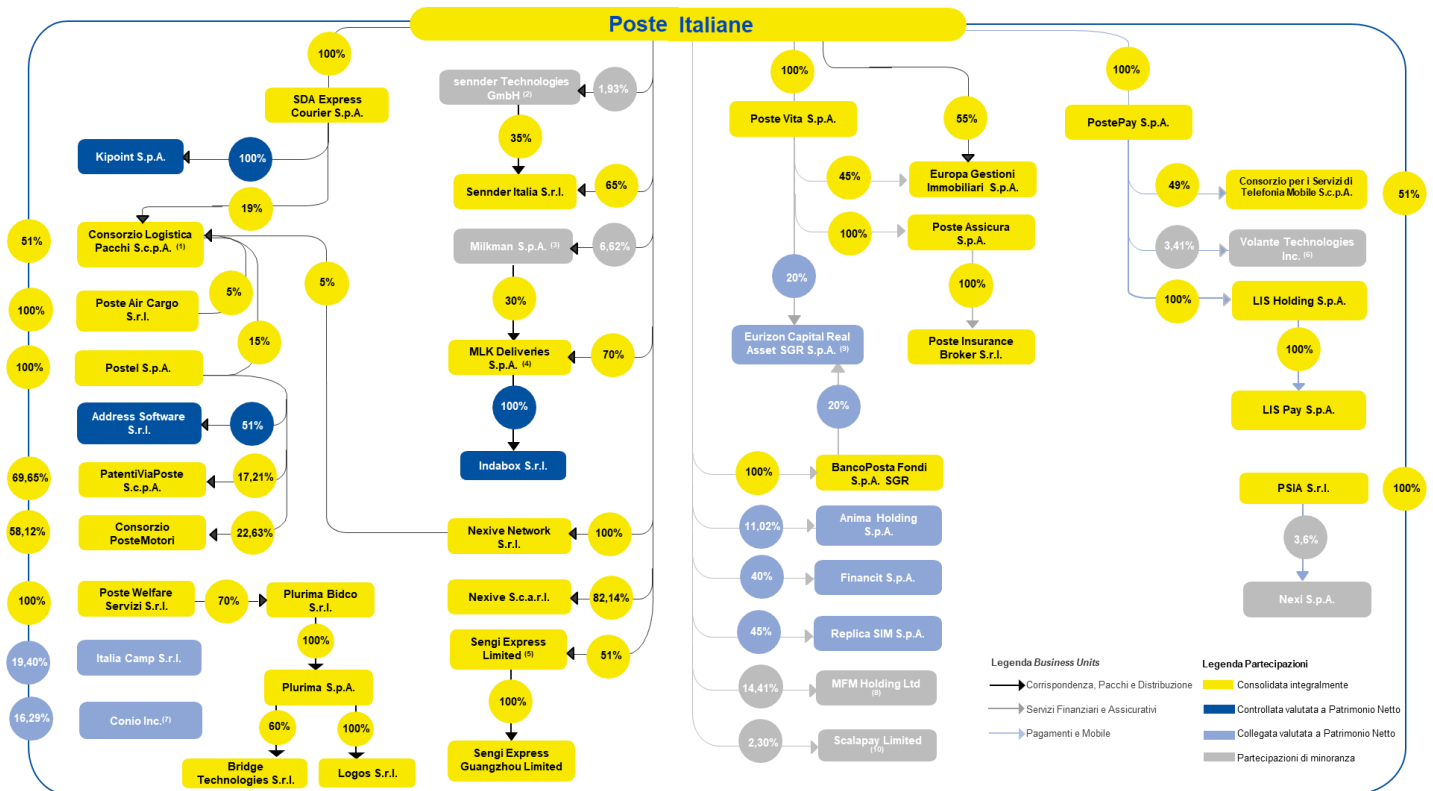 Poste Italiane
100%
SDA Express
Courier S.p.A.
Kipoint S.p.A.
100%
19%
51%
Consorzio Logistica
Pacchi S.c.p.A. (1)
5%
100%
Poste Air Cargo
S.r.l.
15%
100%
Postel S.p.A.
Address Software
S.r.l.
51%
69,65%
PatentiViaPoste
S.c.p.A.
17,21%
58,12%
Consorzio
PosteMotori
22,63%
100%
Poste Welfare
Servizi S.r.l.
70%
Plurima Bidco
S.r.l.
100%
19,40%
Italia Camp S.r.l.
Plurima S.p.A.
16,29%
Conio Inc.(7)
60%
100%
Bridge
Technologies S.r.l.
Logos S.r.l.
sennder Technologies
GmbH (2)
1,93%
35%
Sennder Italia S.r.l.
65%
Milkman S.p.A. (3)
6,62%
5%
30%
MLK Deliveries
S.p.A. (4)
70%
100%
Indabox S.r.l.
Nexive Network
S.r.l.
100%
Nexive S.c.a.r.l.
82,14%
Sengi Express
Limited (5)
51%
100%
Sengi Express
Guangzhou Limited
100%
Poste Vita S.p.A.
55%
45%
Europa Gestioni
Immobiliari S.p.A.
100%
Poste Assicura
S.p.A.
20%
100%
Eurizon Capital Real
Asset SGR S.p.A. (9)
Poste Insurance
Broker S.r.l.
20%
100%
BancoPosta Fondi
S.p.A. SGR
11,02%
Anima Holding
S.p.A.
40%
Financit S.p.A.
45%
Replica SIM S.p.A.
14,41%
MFM Holding Ltd
(8)
2,30%
Scalapay Limited
(10)
100%
PostePay S.p.A.
49%
Consorzio per i Servizi di
Telefonia Mobile S.c.p.A.
51%
3,41%
Volante Technologies
Inc. (6)
100%
LIS Holding S.p.A.
100%
LIS Pay S.p.A.
PSIA S.r.l.
100%
3,6%
Nexi S.p.A.
Legenda Business Units
Corrispondenza, Pacchi e Distribuzione
Servizi Finanziari e Assicurativi
Pagamenti e Mobile
Legenda Partecipazioni
Consolidata integralmente
Controllata valutata a Patrimonio Netto
Collegata valutata a Patrimonio Netto
Partecipazioni di minoranza